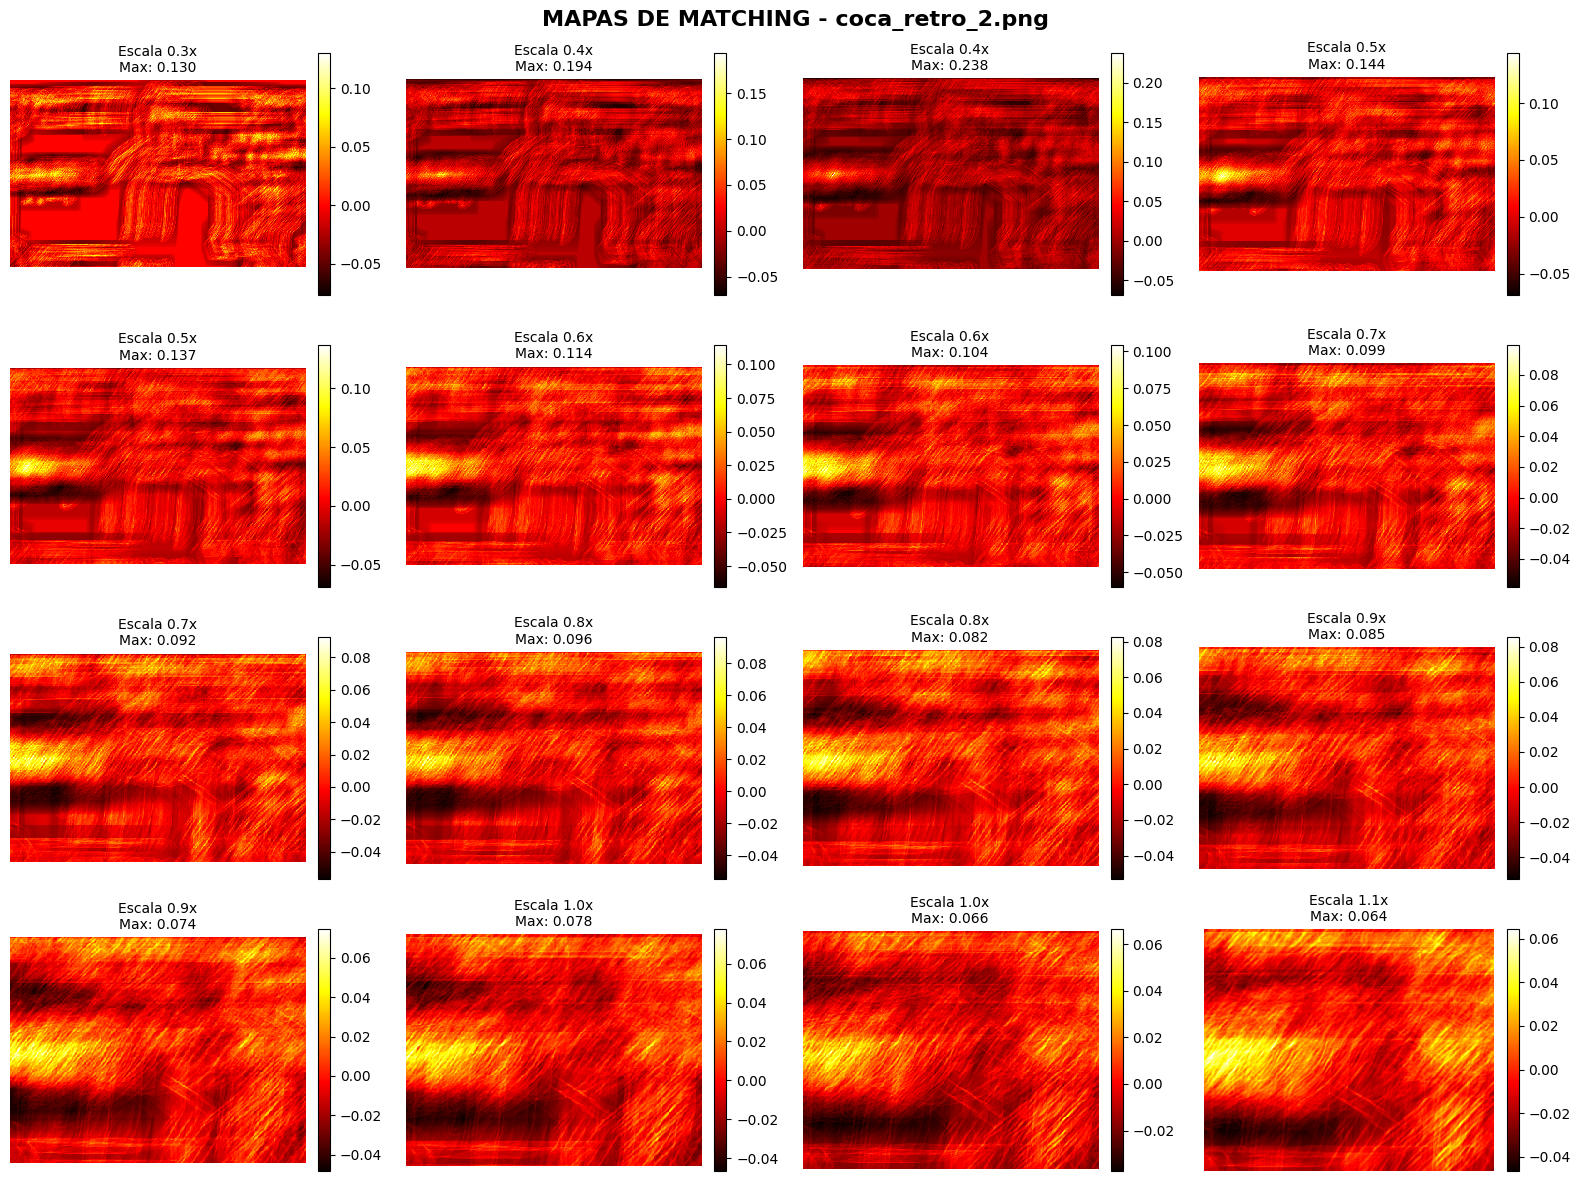 MAPAS DE MATCHING - coca_retro_2.png
Escala 0.3x
Max: 0.130
0.10
0.05
0.00
−0.05
Escala 0.4x
Max: 0.194
0.15
0.10
0.05
0.00
−0.05
Escala 0.4x
Max: 0.238
0.20
0.15
0.10
0.05
0.00
−0.05
Escala 0.5x
Max: 0.144
0.10
0.05
0.00
−0.05
Escala 0.5x
Max: 0.137
0.10
0.05
0.00
−0.05
Escala 0.6x
Max: 0.114
0.100
0.075
0.050
0.025
0.000
−0.025
−0.050
Escala 0.6x
Max: 0.104
0.100
0.075
0.050
0.025
0.000
−0.025
−0.050
Escala 0.7x
Max: 0.099
0.08
0.06
0.04
0.02
0.00
−0.02
−0.04
Escala 0.7x
Max: 0.092
0.08
0.06
0.04
0.02
0.00
−0.02
−0.04
Escala 0.8x
Max: 0.096
0.08
0.06
0.04
0.02
0.00
−0.02
−0.04
Escala 0.8x
Max: 0.082
0.08
0.06
0.04
0.02
0.00
−0.02
−0.04
Escala 0.9x
Max: 0.085
0.08
0.06
0.04
0.02
0.00
−0.02
−0.04
Escala 0.9x
Max: 0.074
0.06
0.04
0.02
0.00
−0.02
−0.04
Escala 1.0x
Max: 0.078
0.06
0.04
0.02
0.00
−0.02
−0.04
Escala 1.0x
Max: 0.066
0.06
0.04
0.02
0.00
−0.02
Escala 1.1x
Max: 0.064
0.06
0.04
0.02
0.00
−0.02
−0.04